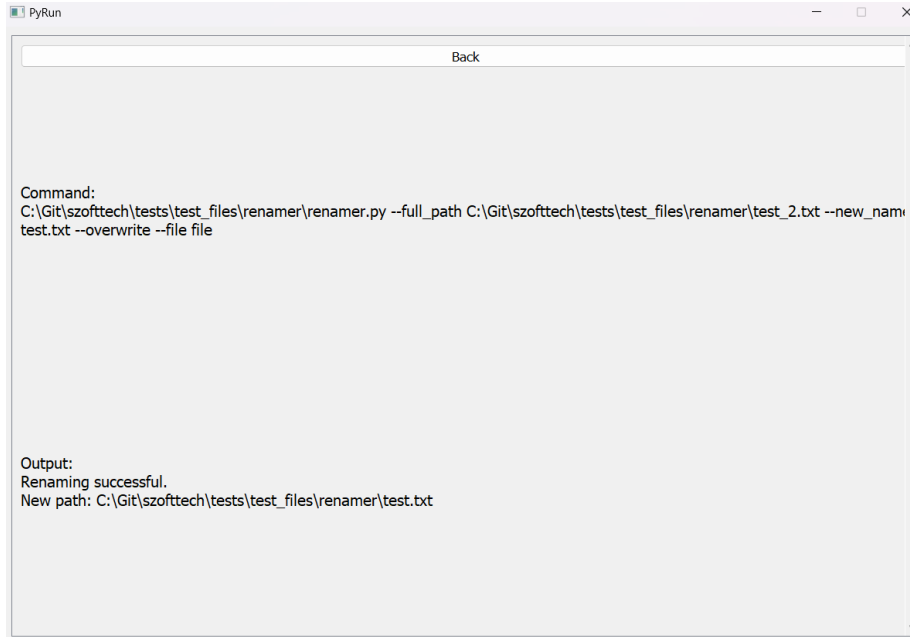 PyRun
Back
Command:
C:\Git\szofttech\tests\test_files\renamer\renamer.py --full_path C:\Git\szofttech\tests\test_files\renamer\test_2.txt --new_name
test.txt --overwrite --file file
Output:
Renaming successful.
New path: C:\Git\szofttech\tests\test_files\renamer\test.txt